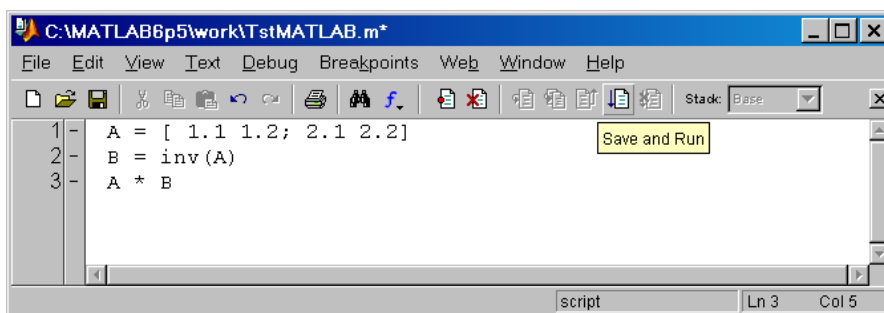 C:\MATLAB6p5\work\TstMATLAB.m*
File Edit View Text Debug Breakpoints Web Window Help
Stack: Base
1 - A = [ 1.1 1.2; 2.1 2.2]
2 - B = inv(A)
3 - A * B
Save and Run
script Ln 3 Col 5